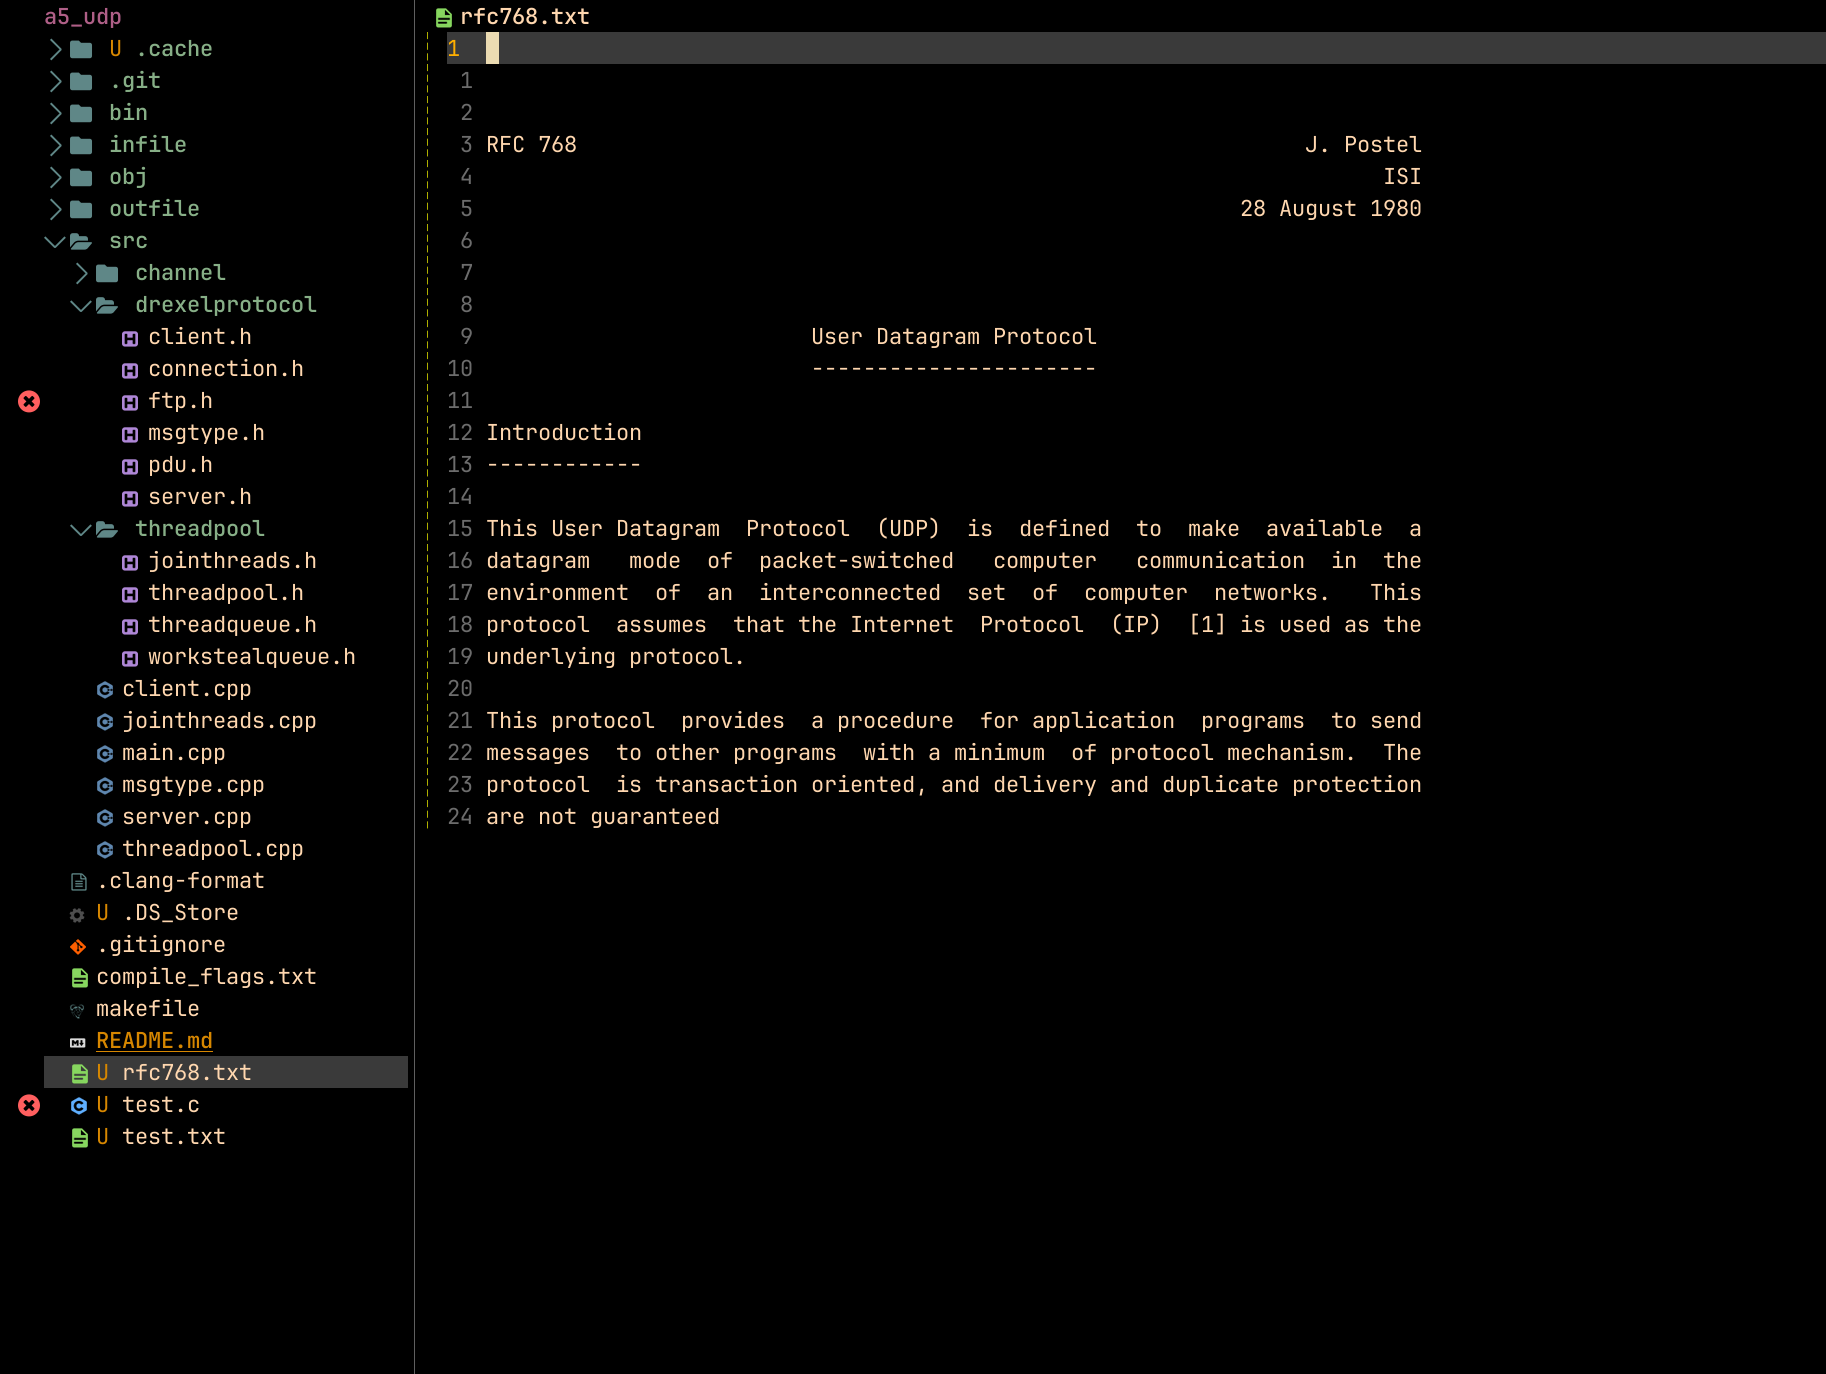 a5_udp
U .cache
.git
bin
infile
obj
outfile
src
channel
drexelprotocol
client.h
connection.h
ftp.h
msgtype.h
pdu.h
server.h
threadpool
jointhreads.h
threadpool.h
threadqueue.h
workstealqueue.h
client.cpp
jointhreads.cpp
main.cpp
msgtype.cpp
server.cpp
threadpool.cpp
.clang-format
U .DS_Store
.gitignore
compile_flags.txt
makefile
README.md
U rfc768.txt
U test.c
U test.txt
rfc768.txt
1
1
2
3 RFC 768 J. Postel
4 ISI
5 28 August 1980
6
7
8
9 User Datagram Protocol
10 ----------------------
11
12 Introduction
13 ------------
14
15 This User Datagram  Protocol  (UDP)  is  defined  to  make  available  a
16 datagram   mode  of  packet-switched   computer   communication  in  the
17 environment  of  an  interconnected  set  of  computer  networks.   This
18 protocol  assumes  that the Internet  Protocol  (IP)  [1] is used as the
19 underlying protocol.
20
21 This protocol  provides  a procedure  for application  programs  to send
22 messages  to other programs  with a minimum  of protocol mechanism.  The
23 protocol  is transaction oriented, and delivery and duplicate protection
24 are not guaranteed